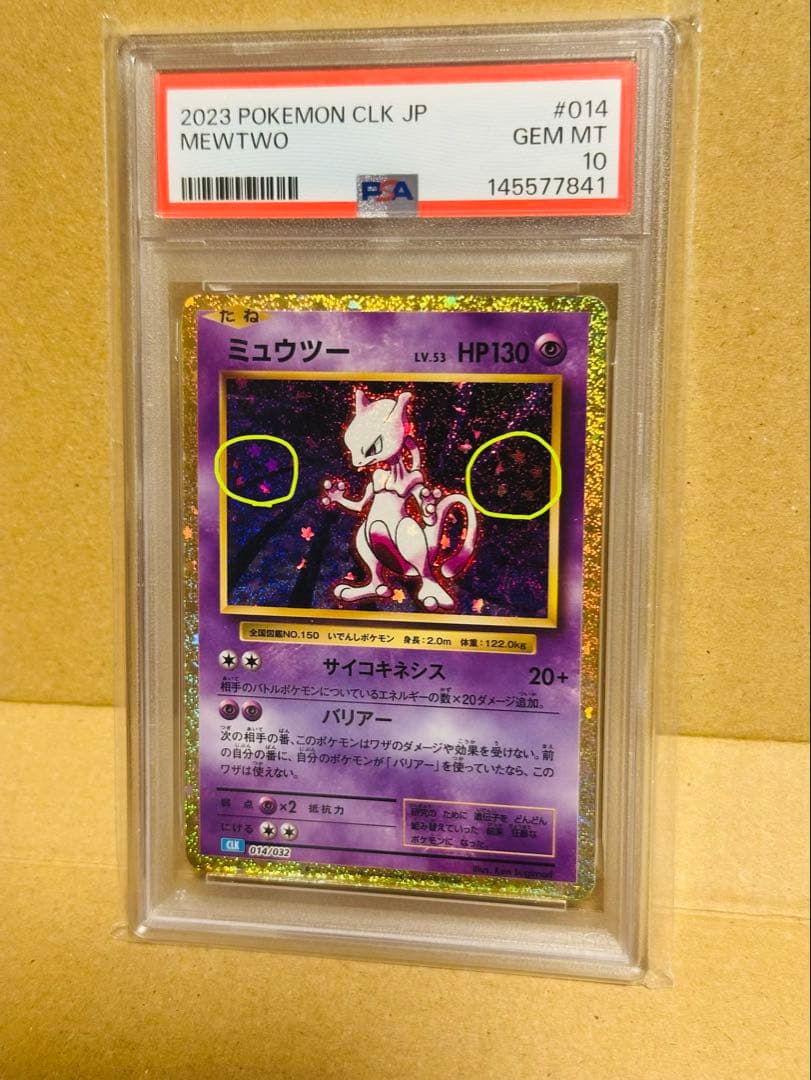 2023 POKEMON CLK JP #014
MEWTWO GEM MT
10
PSA 145577841
たね
ミュウツー LV.53 HP130
全国図鑑NO.150 いでんしポケモン 身長:2.0m 体重:122.0kg
サイコキネシス 20+
相手のバトルポケモンについているエネルギーの数×20ダメージ追加。
バリアー
次の相手の番、このポケモンはワザのダメージや効果を受けない。前
の自分の番に、自分のポケモンが「バリアー」を使っていたなら、この
ワザは使えない。
弱点 ×2 抵抗力
にげる
研究の ために 遺伝子を どんどん
組み替えていった 結果 狂暴な
ポケモンに なった。
CLK 014/032
Illus. Ken Sugimori